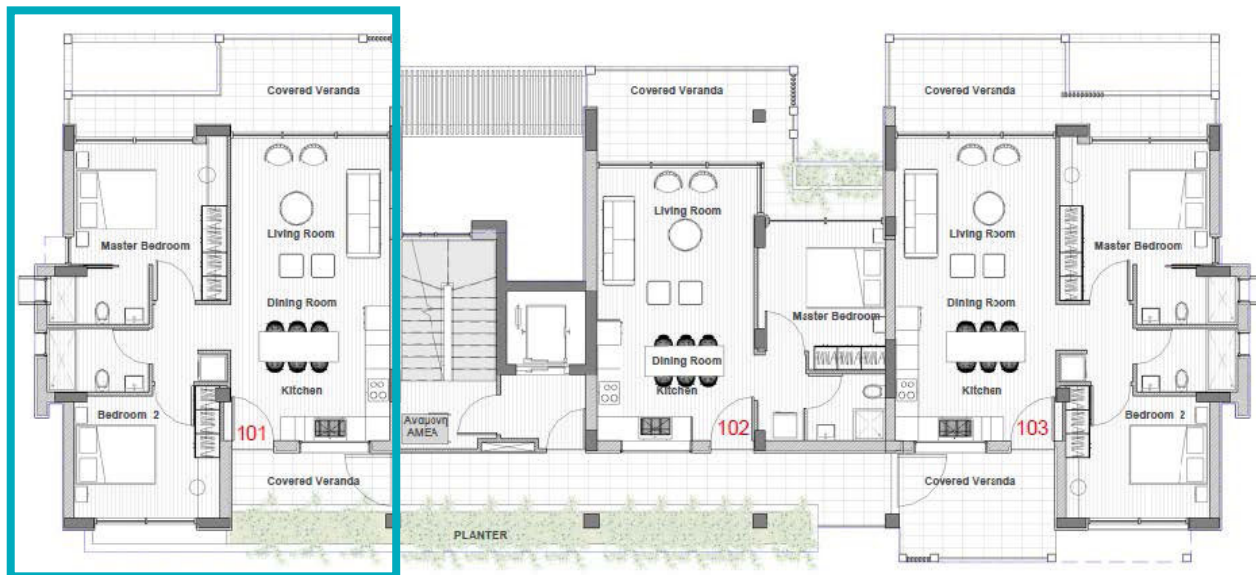 Covered Veranda
Covered Veranda
Covered Veranda
Living Room
Living Room
Living Room
Master Bedroom
Master Bedroom
Dining Room
Master Bedroom
Dining Room
Dining Room
Kitchen
Kitchen
Kitchen
Bedroom 2
101
Αναμονή
ΑΜΕΑ
102
103
Bedroom 2
Covered Veranda
Covered Veranda
PLANTER